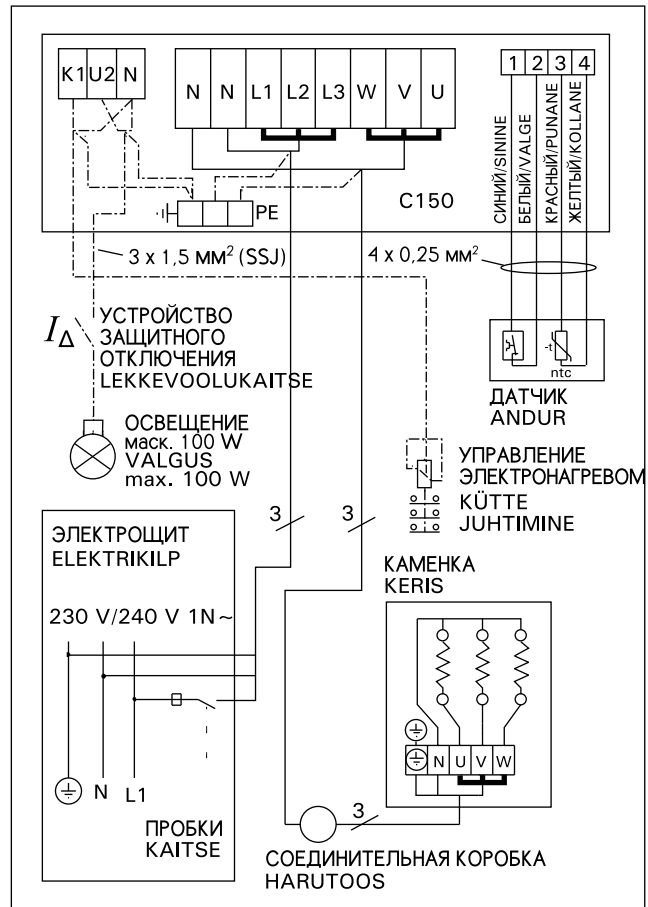 K1 U2 N
N N L1 L2 L3 W V U
1 2 3 4
СИНИЙ/SININE
БЕЛЫЙ/VALGE
КРАСНЫЙ/PUNANE
ЖЕЛТЫЙ/KOLLANE
PE
C150
3 x 1,5 мм² (SSJ)
4 x 0,25 мм²
I∆
УСТРОЙСТВО
ЗАЩИТНОГО
ОТКЛЮЧЕНИЯ
LEKKEVOOLUKAITSE
-t
ntc
ДАТЧИК
ANDUR
ОСВЕЩЕНИЕ
маск. 100 W
VALGUS
max. 100 W
УПРАВЛЕНИЕ
ЭЛЕКТРОНАГРЕВОМ
KÜTTE
JUHTIMINE
3
3
ЭЛЕКТРОЩИТ
ELEKTRIKILP
230 V/240 V 1N~
N L1
ПРОБКИ
KAITSE
КАМЕНКА
KERIS
N U V W
3
СОЕДИНИТЕЛЬНАЯ КОРОБКА
HARUTOOS